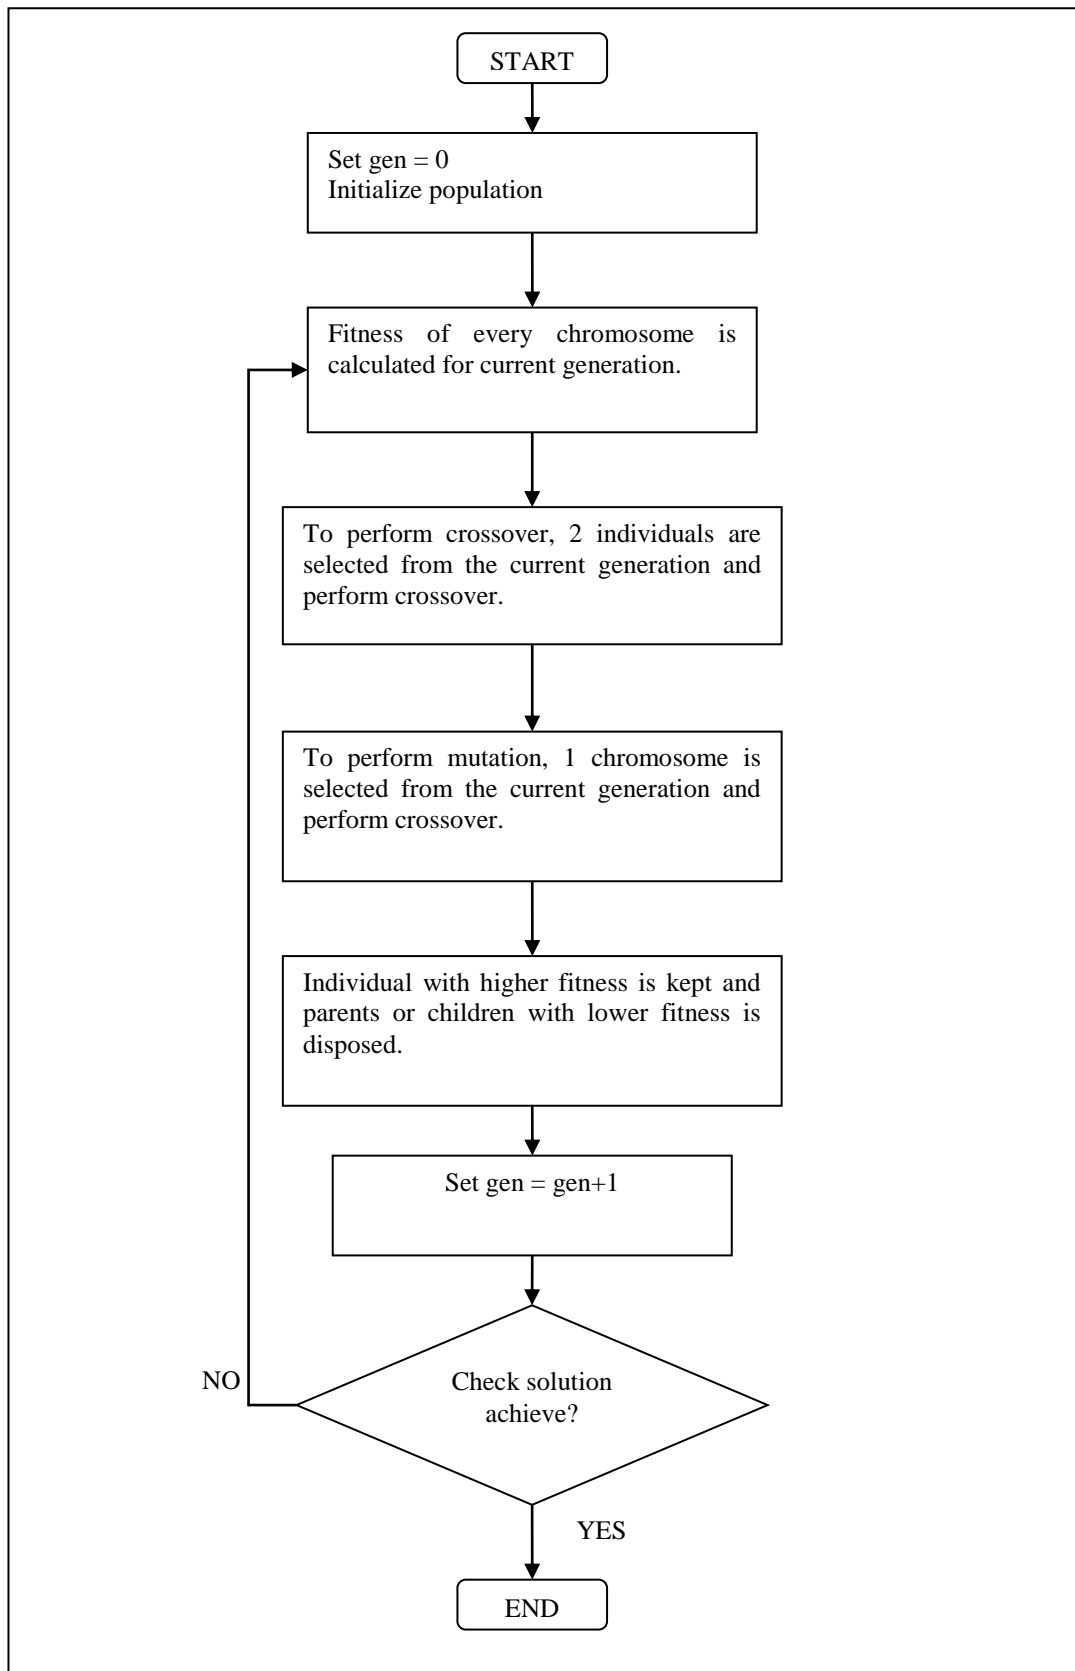 START
Set gen = 0
Initialize population
Fitness of every chromosome is
calculated for current generation.
To perform crossover, 2 individuals are
selected from the current generation and
perform crossover.
To perform mutation, 1 chromosome is
selected from the current generation and
perform crossover.
Individual with higher fitness is kept and
parents or children with lower fitness is
disposed.
Set gen = gen+1
NO
Check solution
achieve?
YES
END